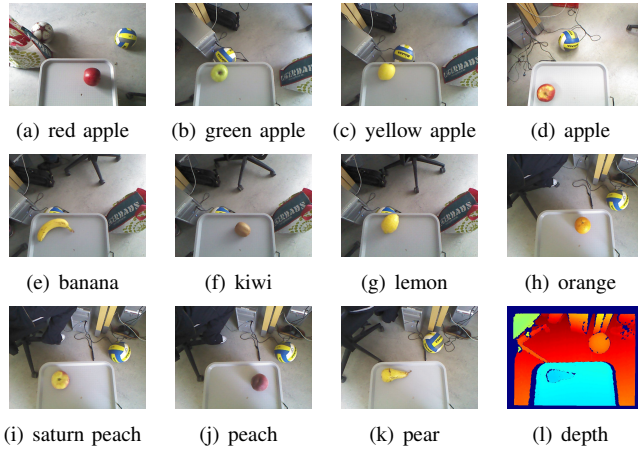 (a) red apple
(b) green apple
(c) yellow apple
(d) apple
(e) banana
(f) kiwi
(g) lemon
(h) orange
(i) saturn peach
(j) peach
(k) pear
(l) depth